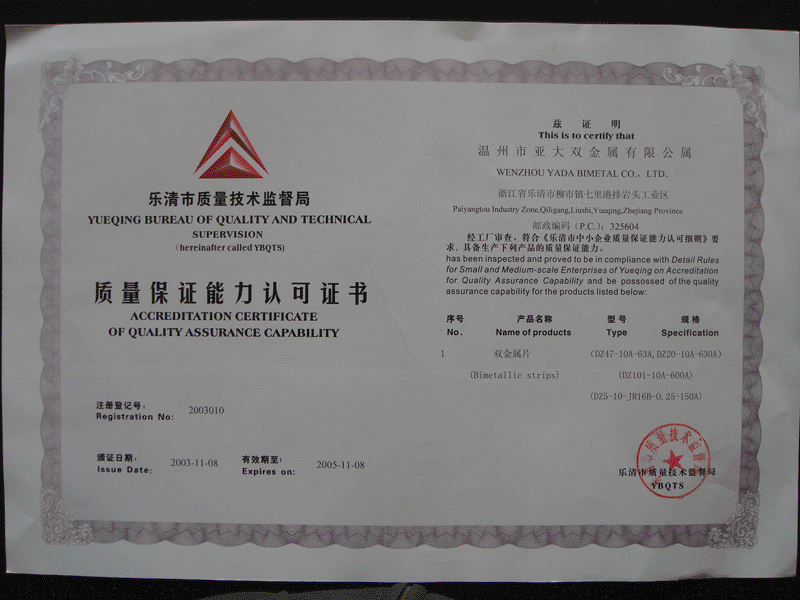 乐清市质量技术监督局
YUEQING BUREAU OF QUALITY AND TECHNICAL
SUPERVISION
(hereinafter called YBQTS)
质量保证能力认可证书
ACCREDITATION CERTIFICATE
OF QUALITY ASSURANCE CAPABILITY
注册登记号:
Registration No: 2003010
颁证日期: 有效期至:
Issue Date: 2003-11-08 Expires on: 2005-11-08
兹 证 明
This is to certify that
温州市亚大双金属有限公属
WENZHOU YADA BIMETAL CO., LTD.
浙江省乐清市柳市镇七里港排岩头工业区
Paiyangtou Industry Zone,Qiligang,Liushi,Yueqing,Zhejiang Province
邮政编码(P.C.): 325604
经工厂审查,符合《乐清市中小企业质量保证能力认可细则》要
求,具备生产下列产品的质量保证能力。
has been inspected and proved to be in compliance with Detail Rules
for Small and Medium-scale Enterprises of Yueqing on Accreditation
for Quality Assurance Capability and be possossed of the quality
assurance capability for the products listed below:
序号 产品名称 型号 规格
No. Name of products Type Specification
1 双金属片 (DZ47-10A-63A,DZ20-10A-630A)
(Bimetallic strips) (DZ101-10A-600A)
(DZ5-10-JR16B-0.25-150A)
乐清市质量技术监督局
乐清市质量技术监督局
YBQTS